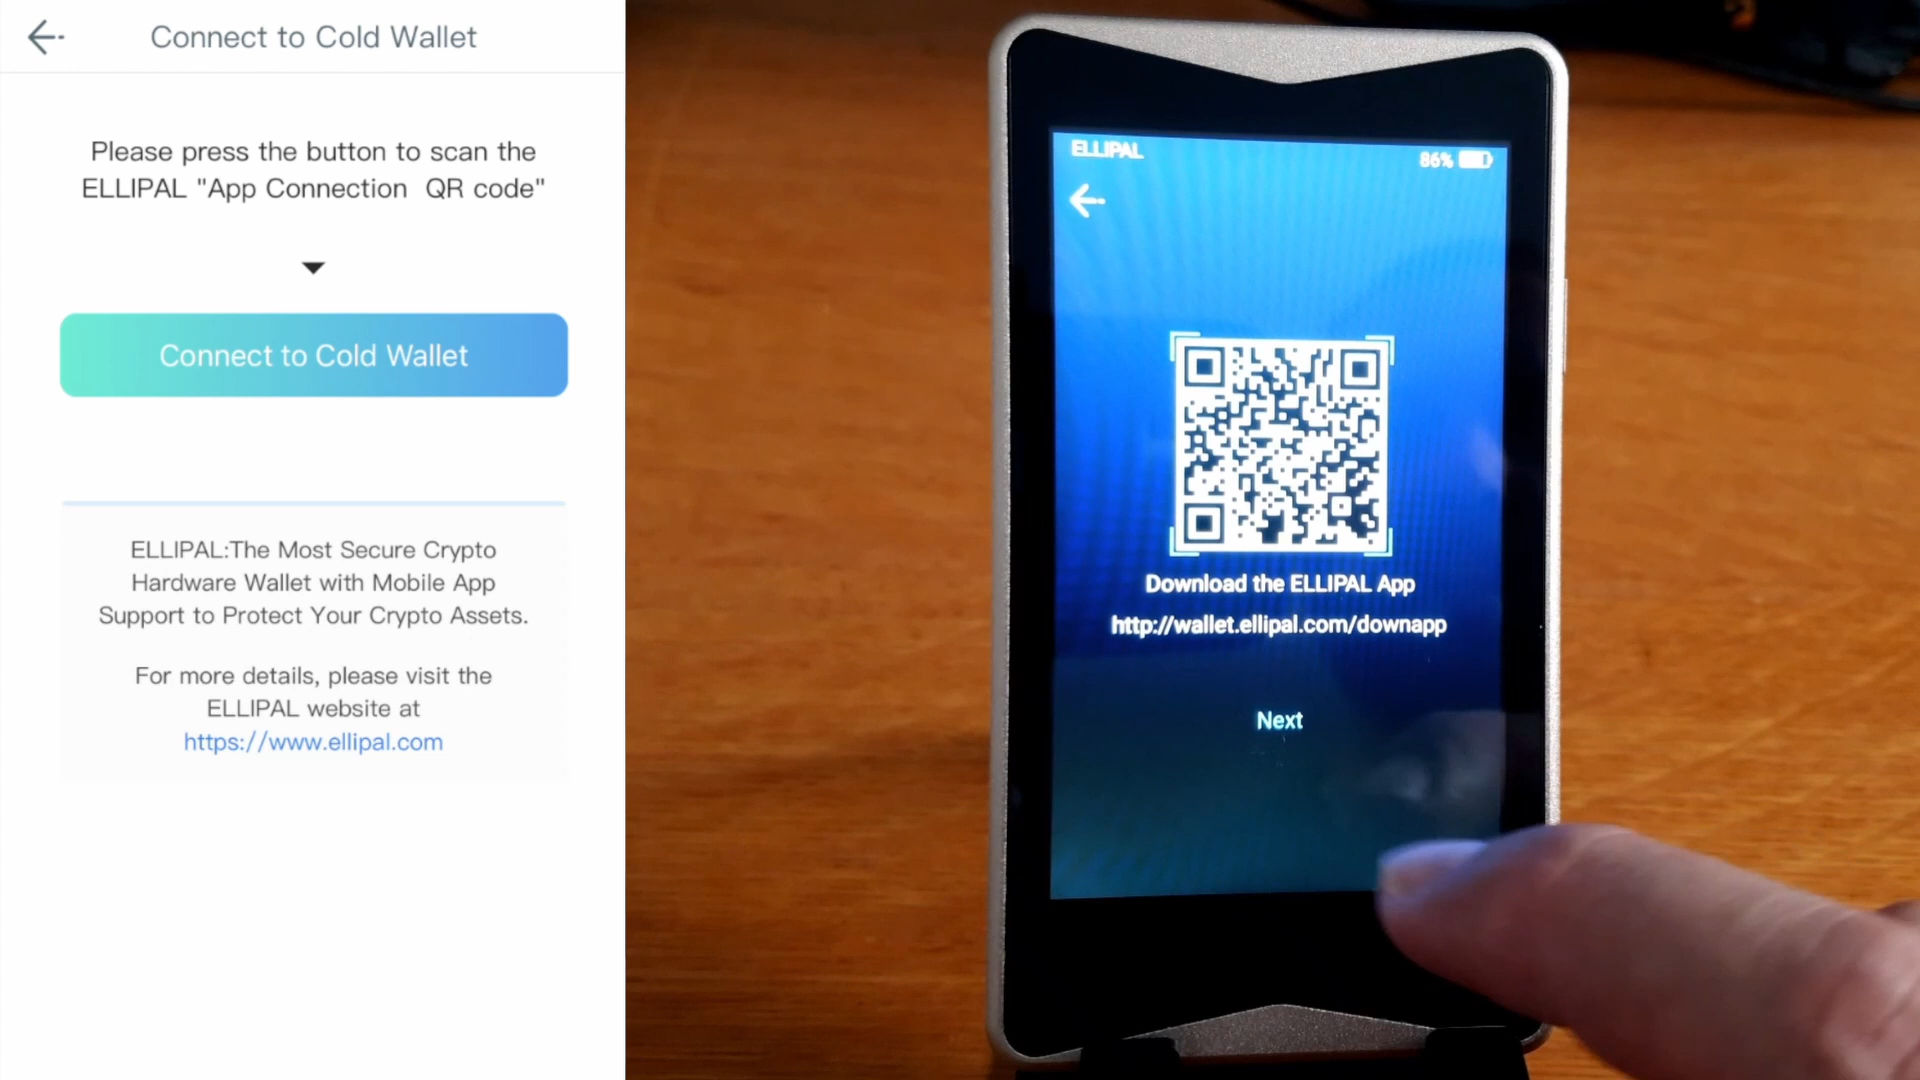 Connect to Cold Wallet
Please press the button to scan the
ELLIPAL "App Connection QR code"
Connect to Cold Wallet
ELLIPAL:The Most Secure Crypto
Hardware Wallet with Mobile App
Support to Protect Your Crypto Assets.
For more details, please visit the
ELLIPAL website at
https://www.ellipal.com
ELLIPAL
86%
Download the ELLIPAL App
http://wallet.ellipal.com/downapp
Next